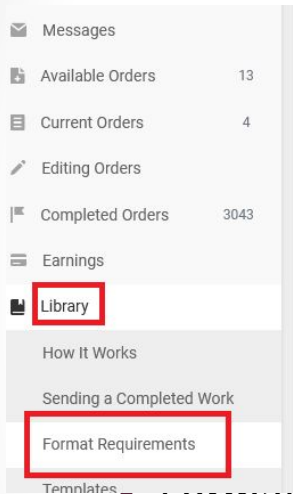 Messages
Available Orders 13
Current Orders 4
Editing Orders
Completed Orders 3043
Earnings
Library
How It Works
Sending a Completed Work
Format Requirements
Templates